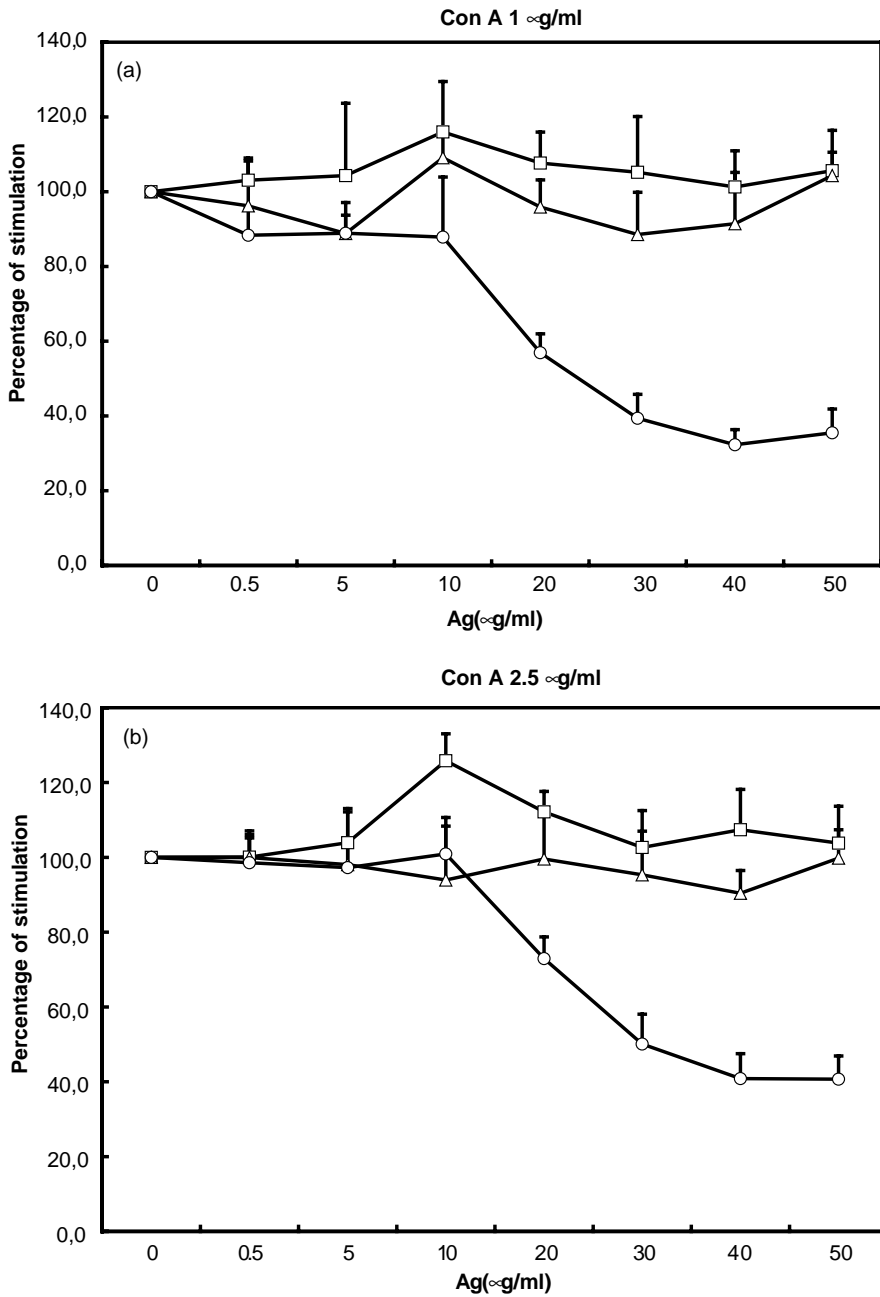 Con A 1 ∝g/ml
(a)
140,0
120,0
100,0
80,0
60,0
40,0
20,0
0,0
Percentage of stimulation
0 0.5 5 10 20 30 40 50
Ag(∝g/ml)
Con A 2.5 ∝g/ml
(b)
140,0
120,0
100,0
80,0
60,0
40,0
20,0
0,0
Percentage of stimulation
0 0.5 5 10 20 30 40 50
Ag(∝g/ml)